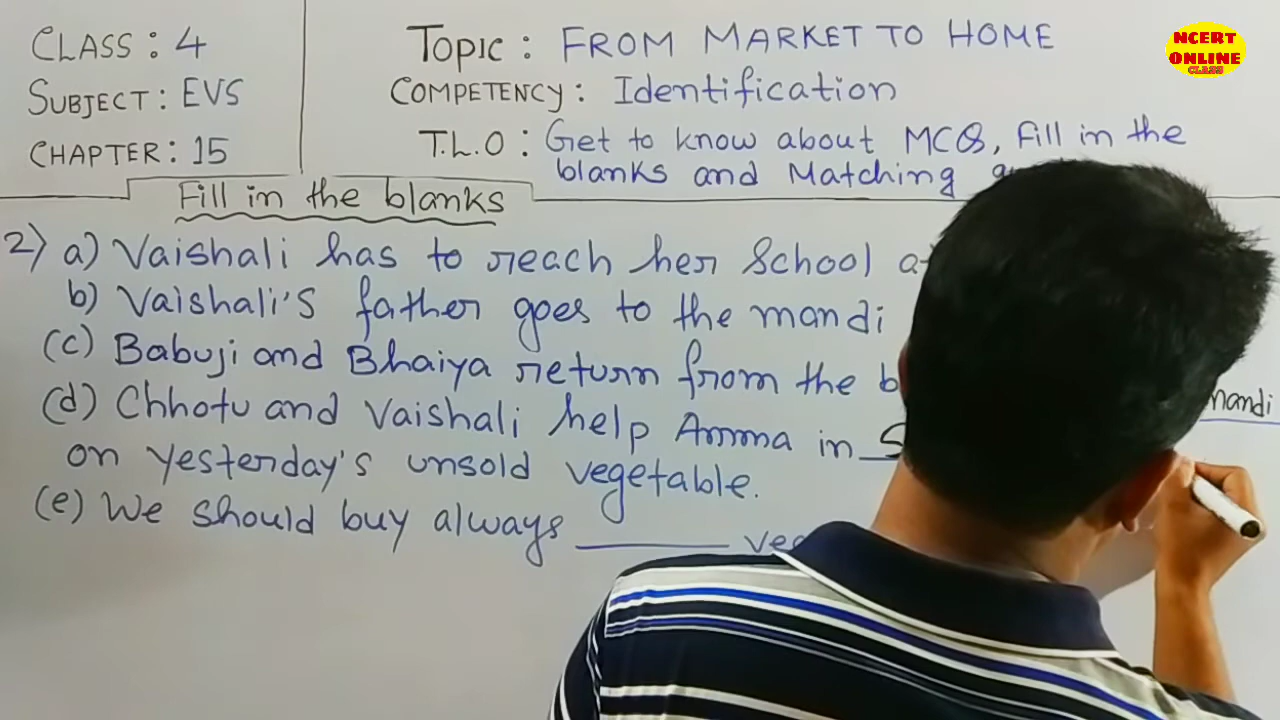 CLASS: 4
SUBJECT: EVS
CHAPTER: 15
TOPIC: FROM MARKET TO HOME
COMPETENCY: Identification
T.L.O: Get to know about MCQ, Fill in the
blanks and Matching
NCERT
ONLINE
CLASS
Fill in the blanks
2) a) Vaishali has to reach her School
b) Vaishali's father goes to the mandi
(c) Babuji and Bhaiya return from the mandi
(d) Chhotu and Vaishali help Amma in
on yesterday's unsold vegetable.
(e) We should buy always ______